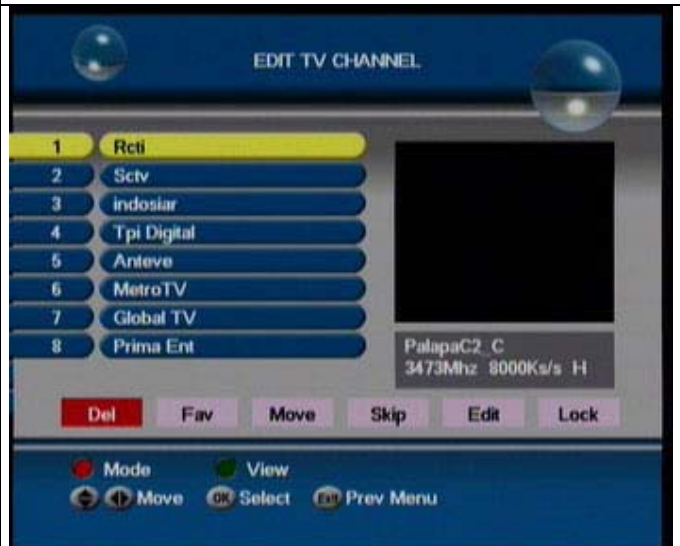 EDIT TV CHANNEL
1 Rcti
2 Sctv
3 indosiar
4 Tpi Digital
5 Anteve
6 MetroTV
7 Global TV
8 Prima Ent
PalapaC2_C
3473Mhz 8000Ks/s H
Del Fav Move Skip Edit Lock
Mode View
Move OK Select Exit Prev Menu